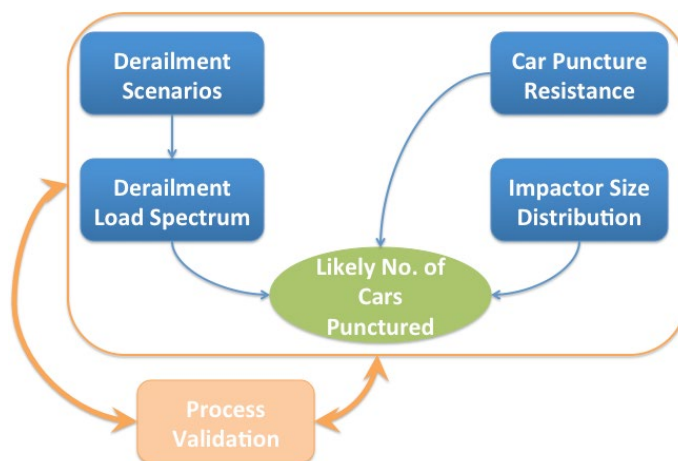 Derailment
Scenarios
Car Puncture
Resistance
Derailment
Load Spectrum
Impactor Size
Distribution
Likely No. of
Cars
Punctured
Process
Validation